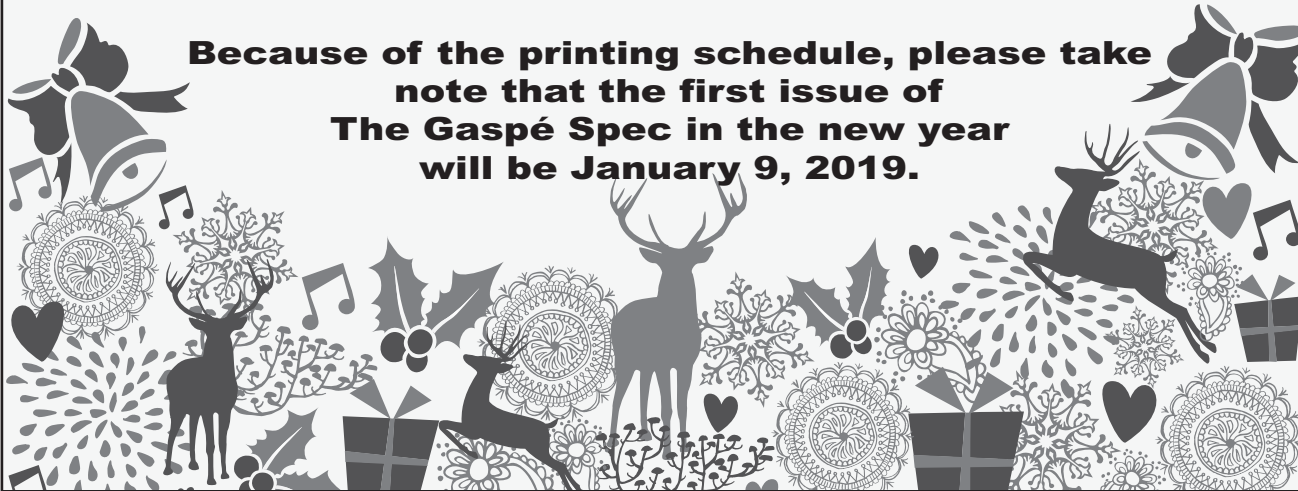 Because of the printing schedule, please take
note that the first issue of
The Gaspé Spec in the new year
will be January 9, 2019.